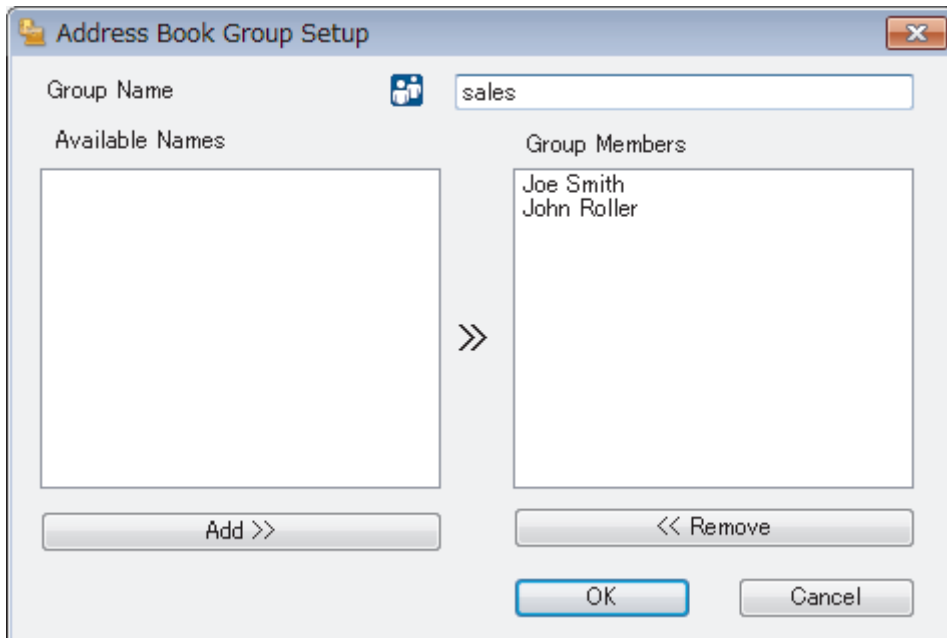 Address Book Group Setup
Group Name
sales
Available Names
Group Members
Joe Smith
John Roller
>>
Add >>
<< Remove
OK
Cancel